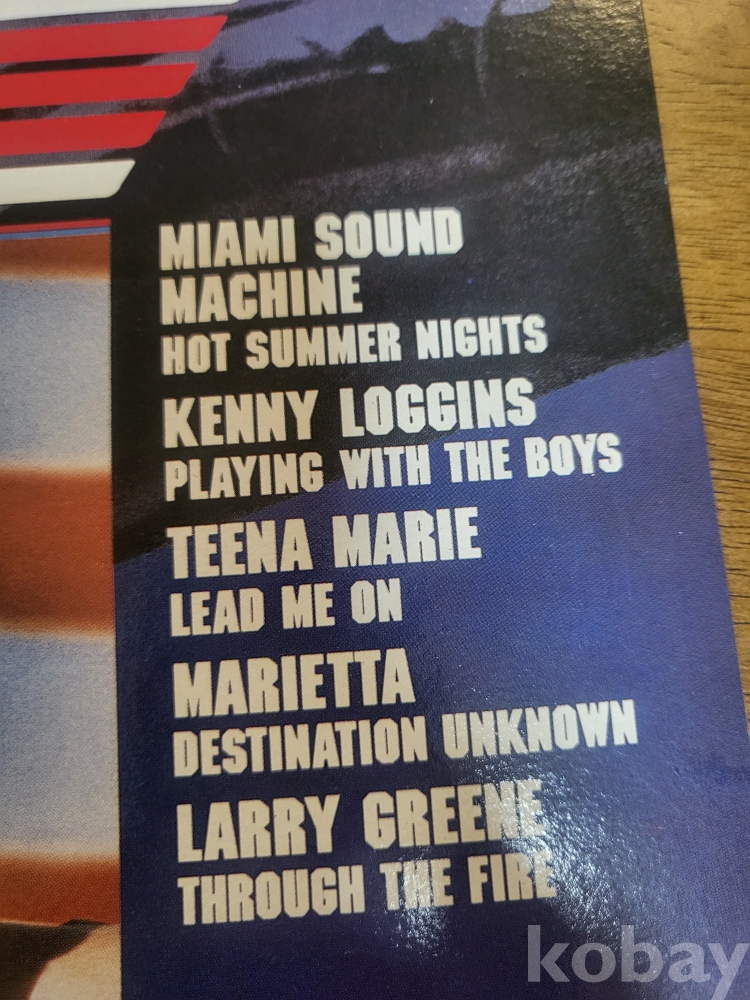 MIAMI SOUND
MACHINE
HOT SUMMER NIGHTS
KENNY LOGGINS
PLAYING WITH THE BOYS
TEENA MARIE
LEAD ME ON
MARIETTA
DESTINATION UNKNOWN
LARRY GREENE
THROUGH THE FIRE
kobay